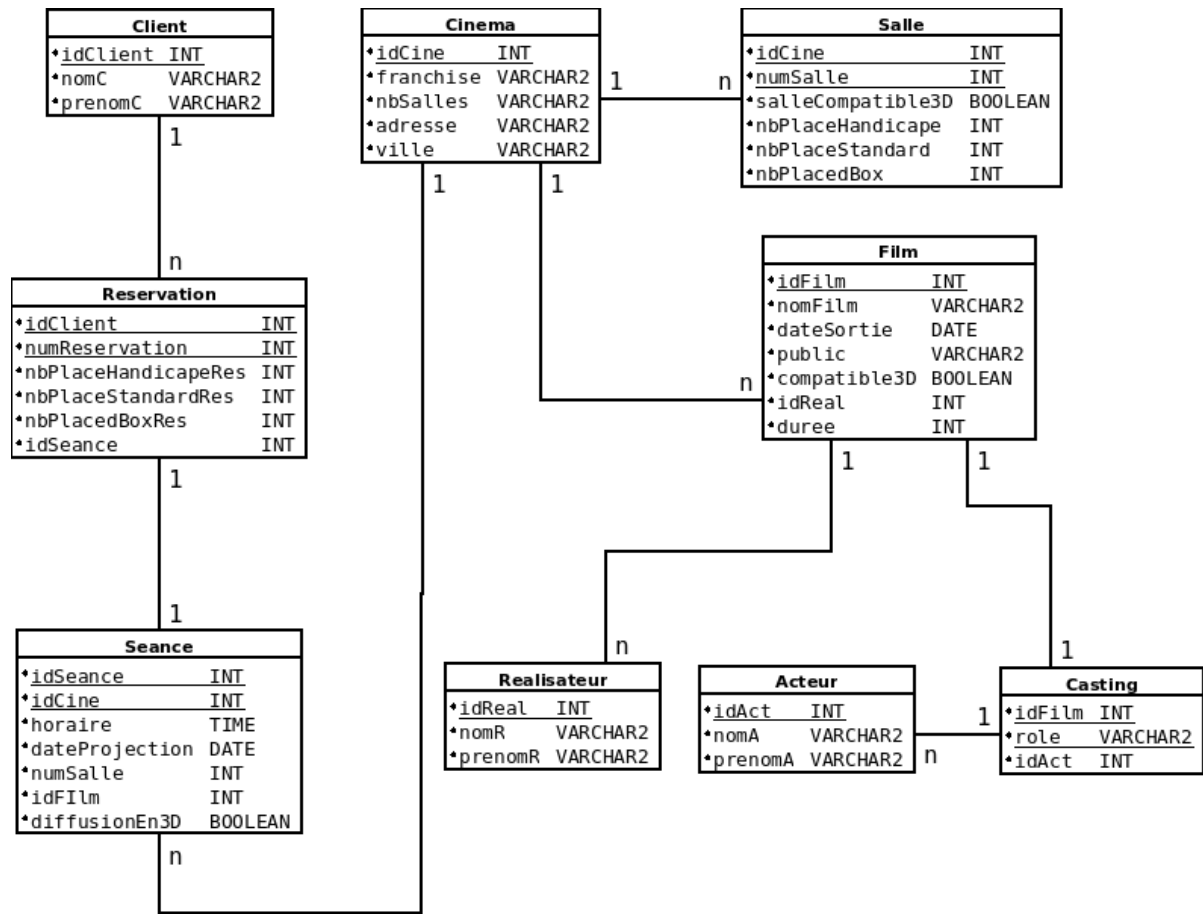 Client
idClient INT
nomC VARCHAR2
prenomC VARCHAR2
1
n
Cinema
idCine INT
franchise VARCHAR2
nbSalles VARCHAR2
adresse VARCHAR2
ville VARCHAR2
1
n
1
1
Salle
idCine INT
numSalle INT
salleCompatible3D BOOLEAN
nbPlaceHandicape INT
nbPlaceStandard INT
nbPlacedBox INT
Reservation
idClient INT
numReservation INT
nbPlaceHandicapeRes INT
nbPlaceStandardRes INT
nbPlacedBoxRes INT
idSeance INT
1
1
Film
idFilm INT
nomFilm VARCHAR2
dateSortie DATE
public VARCHAR2
compatible3D BOOLEAN
idReal INT
duree INT
n
1
1
n
1
Seance
idSeance INT
idCine INT
horaire TIME
dateProjection DATE
numSalle INT
idFIlm INT
diffusionEn3D BOOLEAN
n
Realisateur
idReal INT
nomR VARCHAR2
prenomR VARCHAR2
Acteur
idAct INT
nomA VARCHAR2
prenomA VARCHAR2
n
1
Casting
idFilm INT
role VARCHAR2
idAct INT